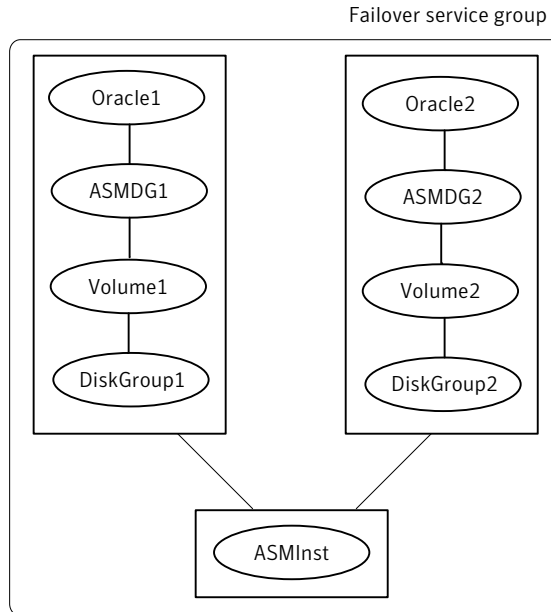 Failover service group
Oracle1
ASMDG1
Volume1
DiskGroup1
Oracle2
ASMDG2
Volume2
DiskGroup2
ASMInst